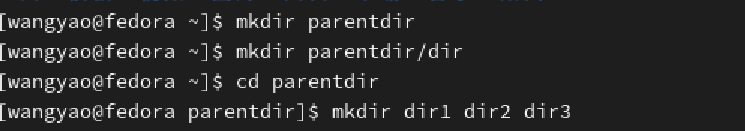 [wangyao@fedora ~]$ mkdir parentdir
[wangyao@fedora ~]$ mkdir parentdir/dir
[wangyao@fedora ~]$ cd parentdir
[wangyao@fedora parentdir]$ mkdir dir1 dir2 dir3